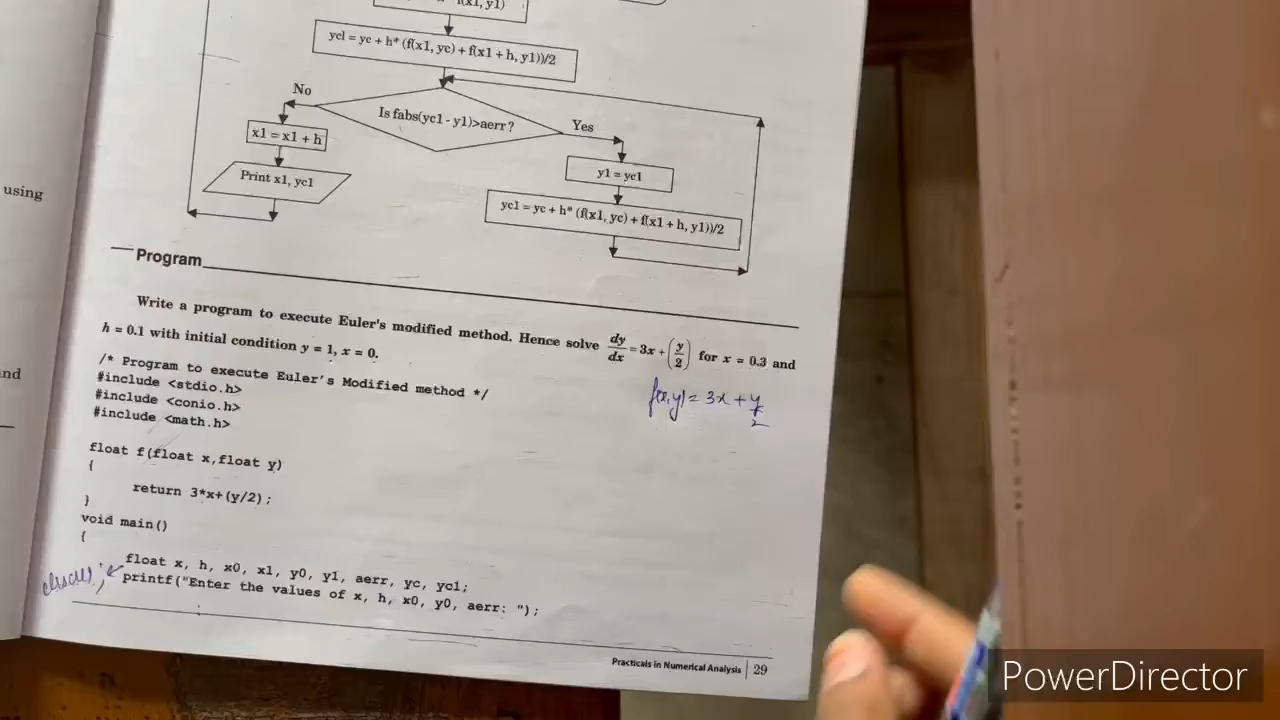 f(x1, y1)
yc1 = yc + h* (f(x1, yc) + f(x1 + h, y1))/2
No
Is fabs(yc1 - y1)>aerr ?
Yes
x1 = x1 + h
y1 = yc1
Print x1, yc1
yc1 = yc + h* (f(x1, yc) + f(x1 + h, y1))/2
using
Program
Write a program to execute Euler's modified method. Hence solve dy/dx = 3x + (y/2) for x = 0.3 and
h = 0.1 with initial condition y = 1, x = 0.
nd
/* Program to execute Euler's Modified method */
#include <stdio.h>
#include <conio.h>
#include <math.h>
f(x,y) = 3x + y/2
float f(float x,float y)
{
return 3*x+(y/2);
}
void main()
{
float x, h, x0, x1, y0, y1, aerr, yc, yc1;
printf("Enter the values of x, h, x0, y0, aerr: ");
Practicals in Numerical Analysis | 29
PowerDirector